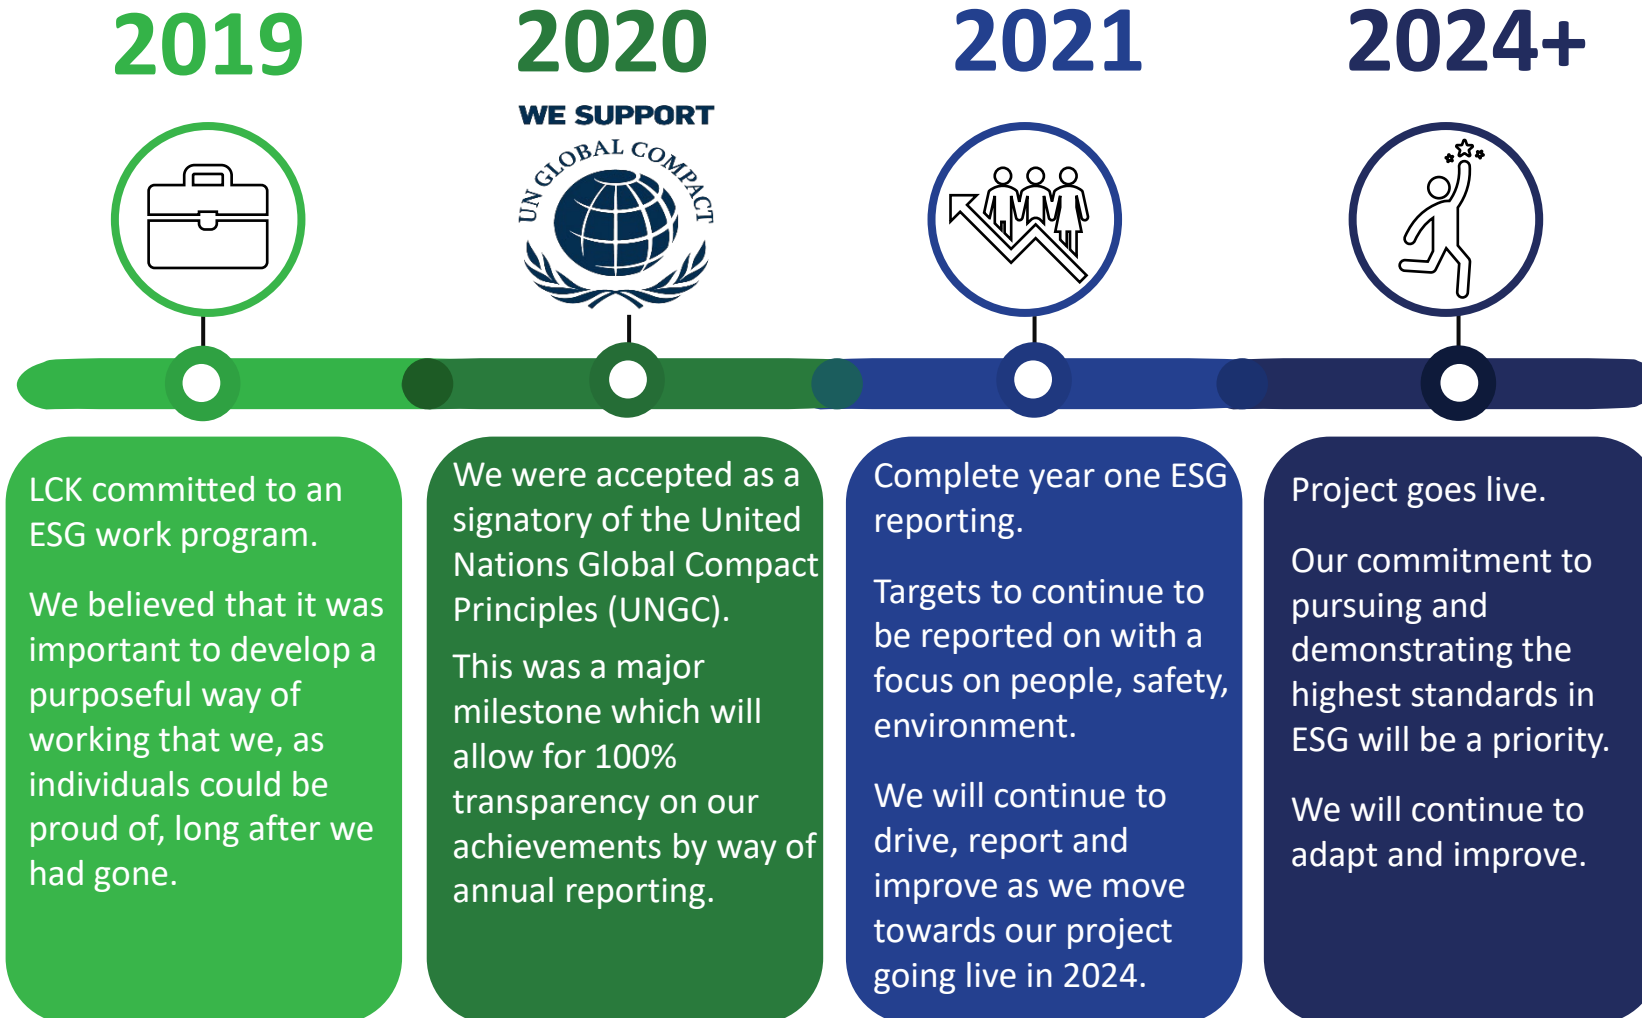 2019
2020
2021
2024+
WE SUPPORT
UN GLOBAL COMPACT
LCK committed to an
ESG work program.
We believed that it was
important to develop a
purposeful way of
working that we, as
individuals could be
proud of, long after we
had gone.
We were accepted as a
signatory of the United
Nations Global Compact
Principles (UNGC).
This was a major
milestone which will
allow for 100%
transparency on our
achievements by way of
annual reporting.
Complete year one ESG
reporting.
Targets to continue to
be reported on with a
focus on people, safety,
environment.
We will continue to
drive, report and
improve as we move
towards our project
going live in 2024.
Project goes live.
Our commitment to
pursuing and
demonstrating the
highest standards in
ESG will be a priority.
We will continue to
adapt and improve.